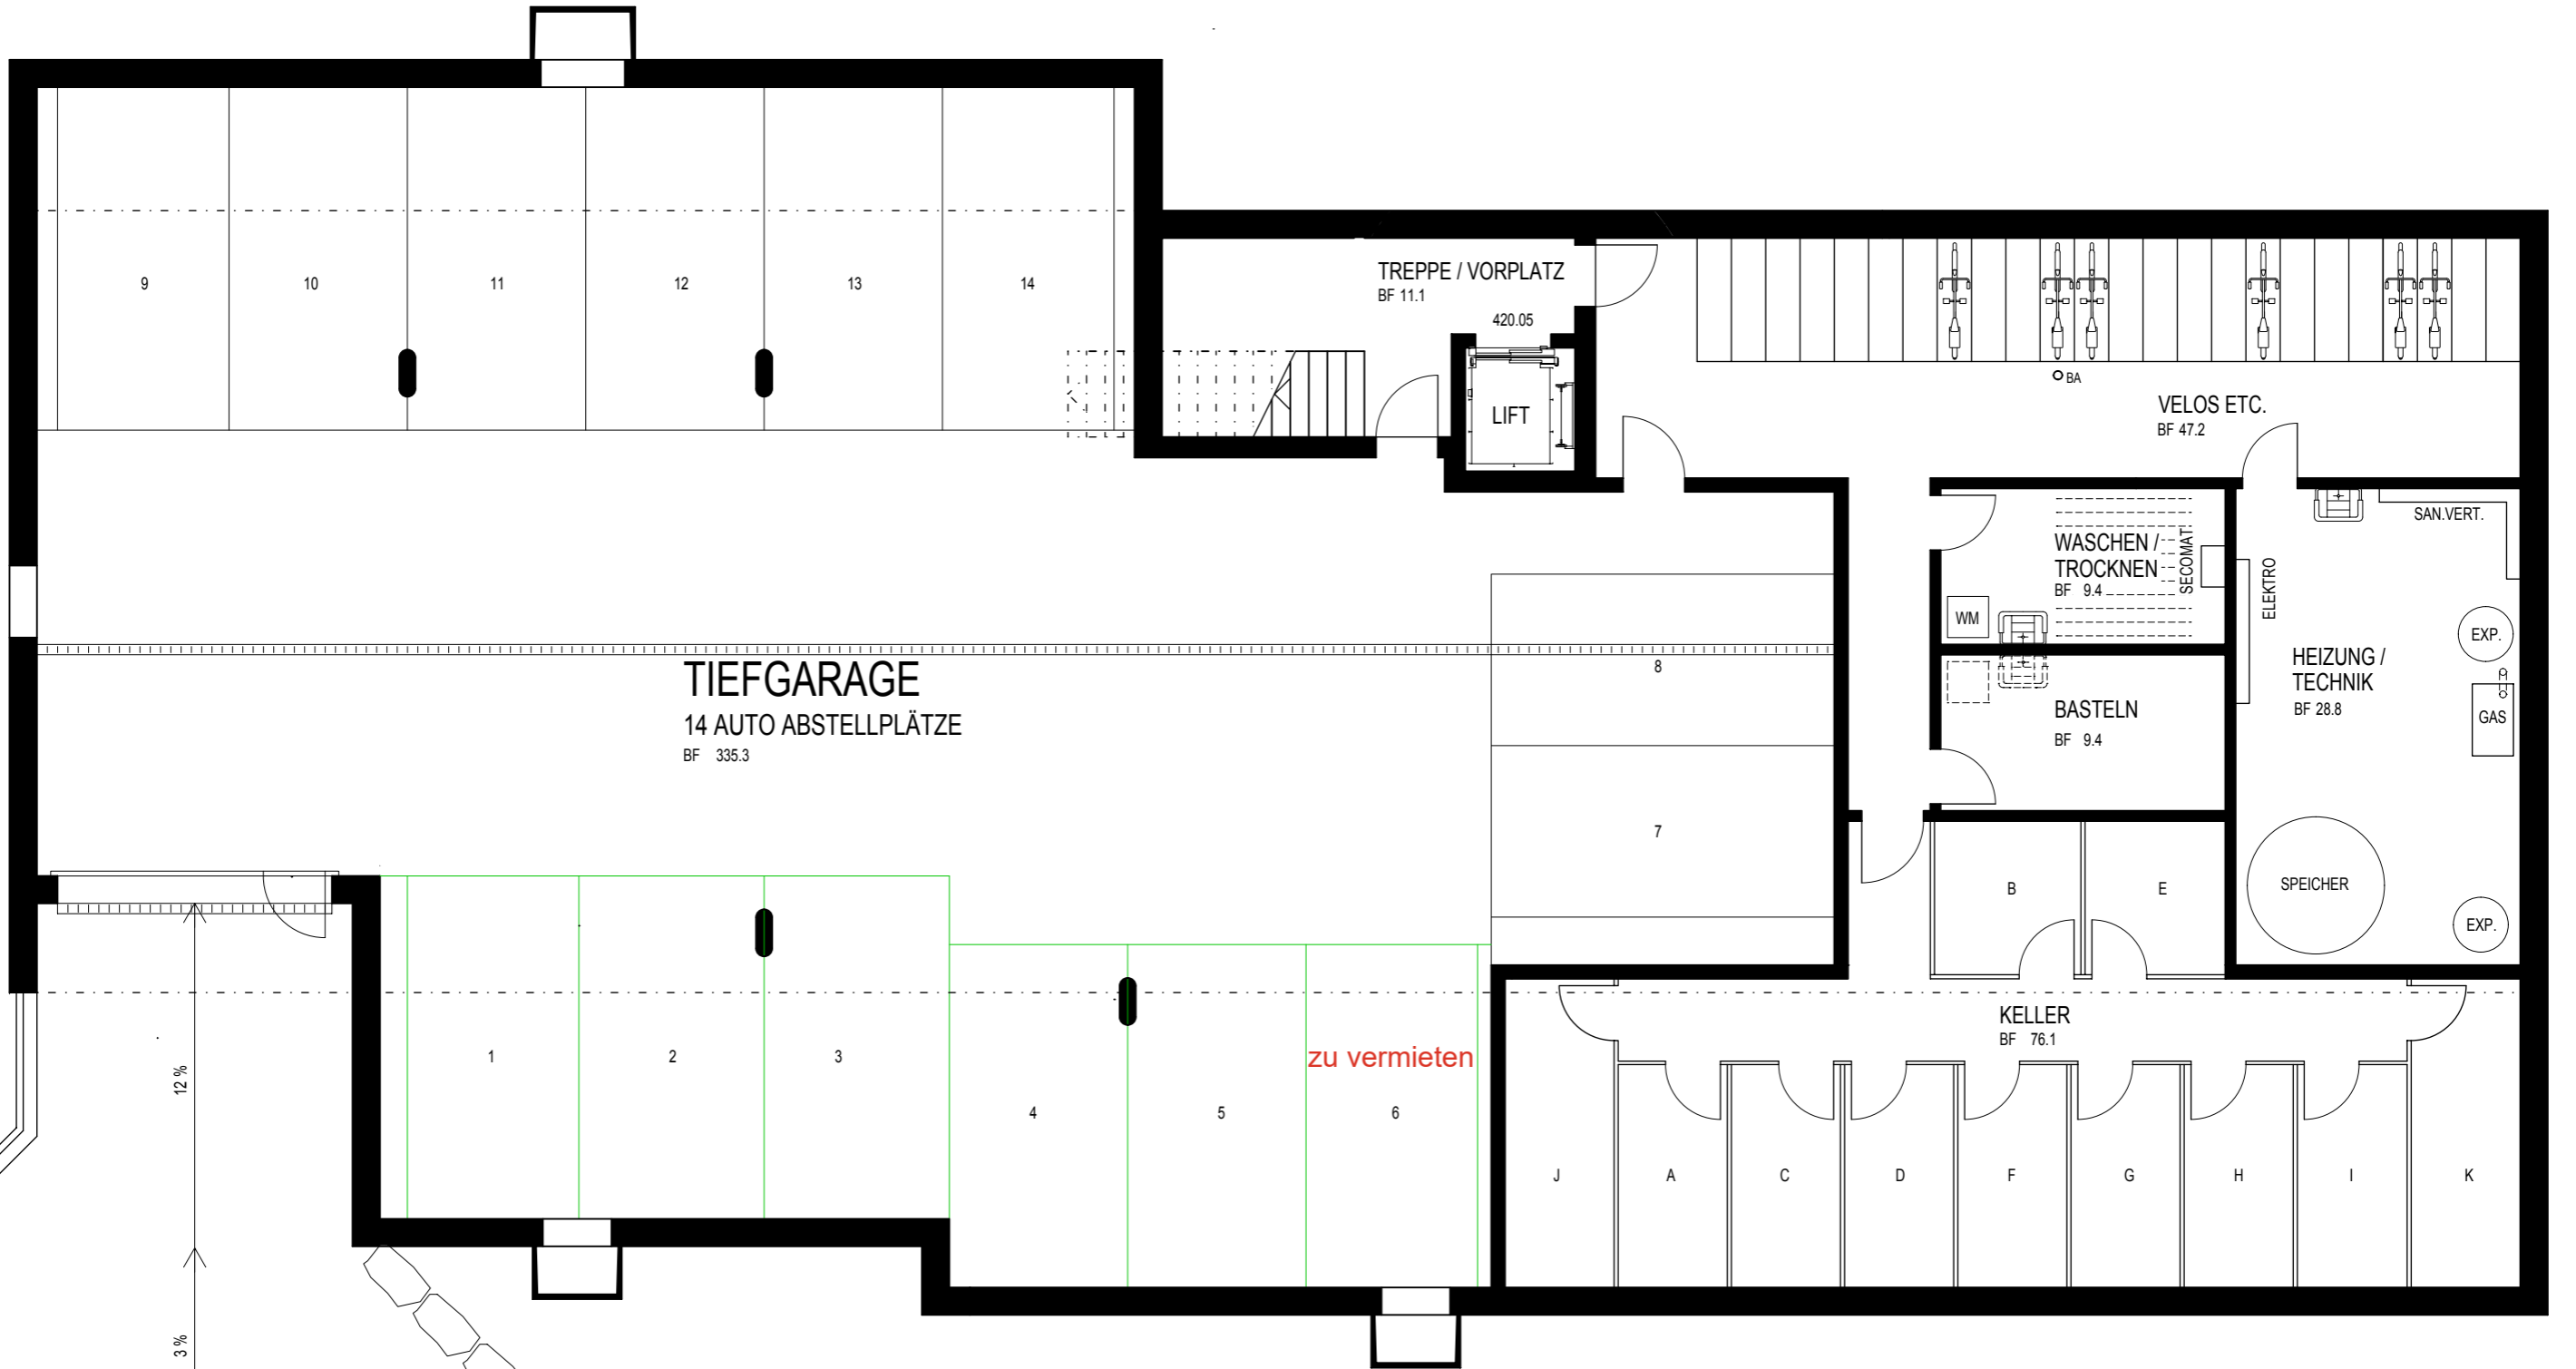 9
10
11
12
13
14
TREPPE / VORPLATZ
BF 11.1
420.05
LIFT
BA
VELOS ETC.
BF 47.2
WASCHEN /
TROCKNEN
BF 9.4
SECOMAT
WM
ELEKTRO
SAN.VERT.
EXP.
HEIZUNG /
TECHNIK
BF 28.8
GAS
SPEICHER
EXP.
BASTELN
BF 9.4
TIEFGARAGE
14 AUTO ABSTELLPLÄTZE
BF 335.3
8
7
B
E
KELLER
BF 76.1
1
2
3
4
5
zu vermieten
6
J
A
C
D
F
G
H
I
K
12 %
3 %